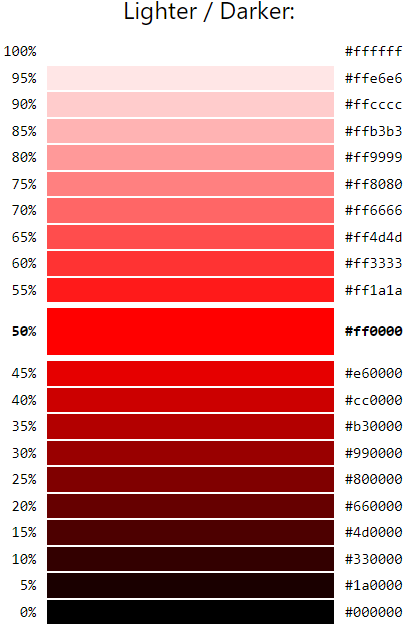 Lighter / Darker:
100% #ffffff
95% #ffe6e6
90% #ffcccc
85% #ffb3b3
80% #ff9999
75% #ff8080
70% #ff6666
65% #ff4d4d
60% #ff3333
55% #ff1a1a
50% #ff0000
45% #e60000
40% #cc0000
35% #b30000
30% #990000
25% #800000
20% #660000
15% #4d0000
10% #330000
5% #1a0000
0% #000000